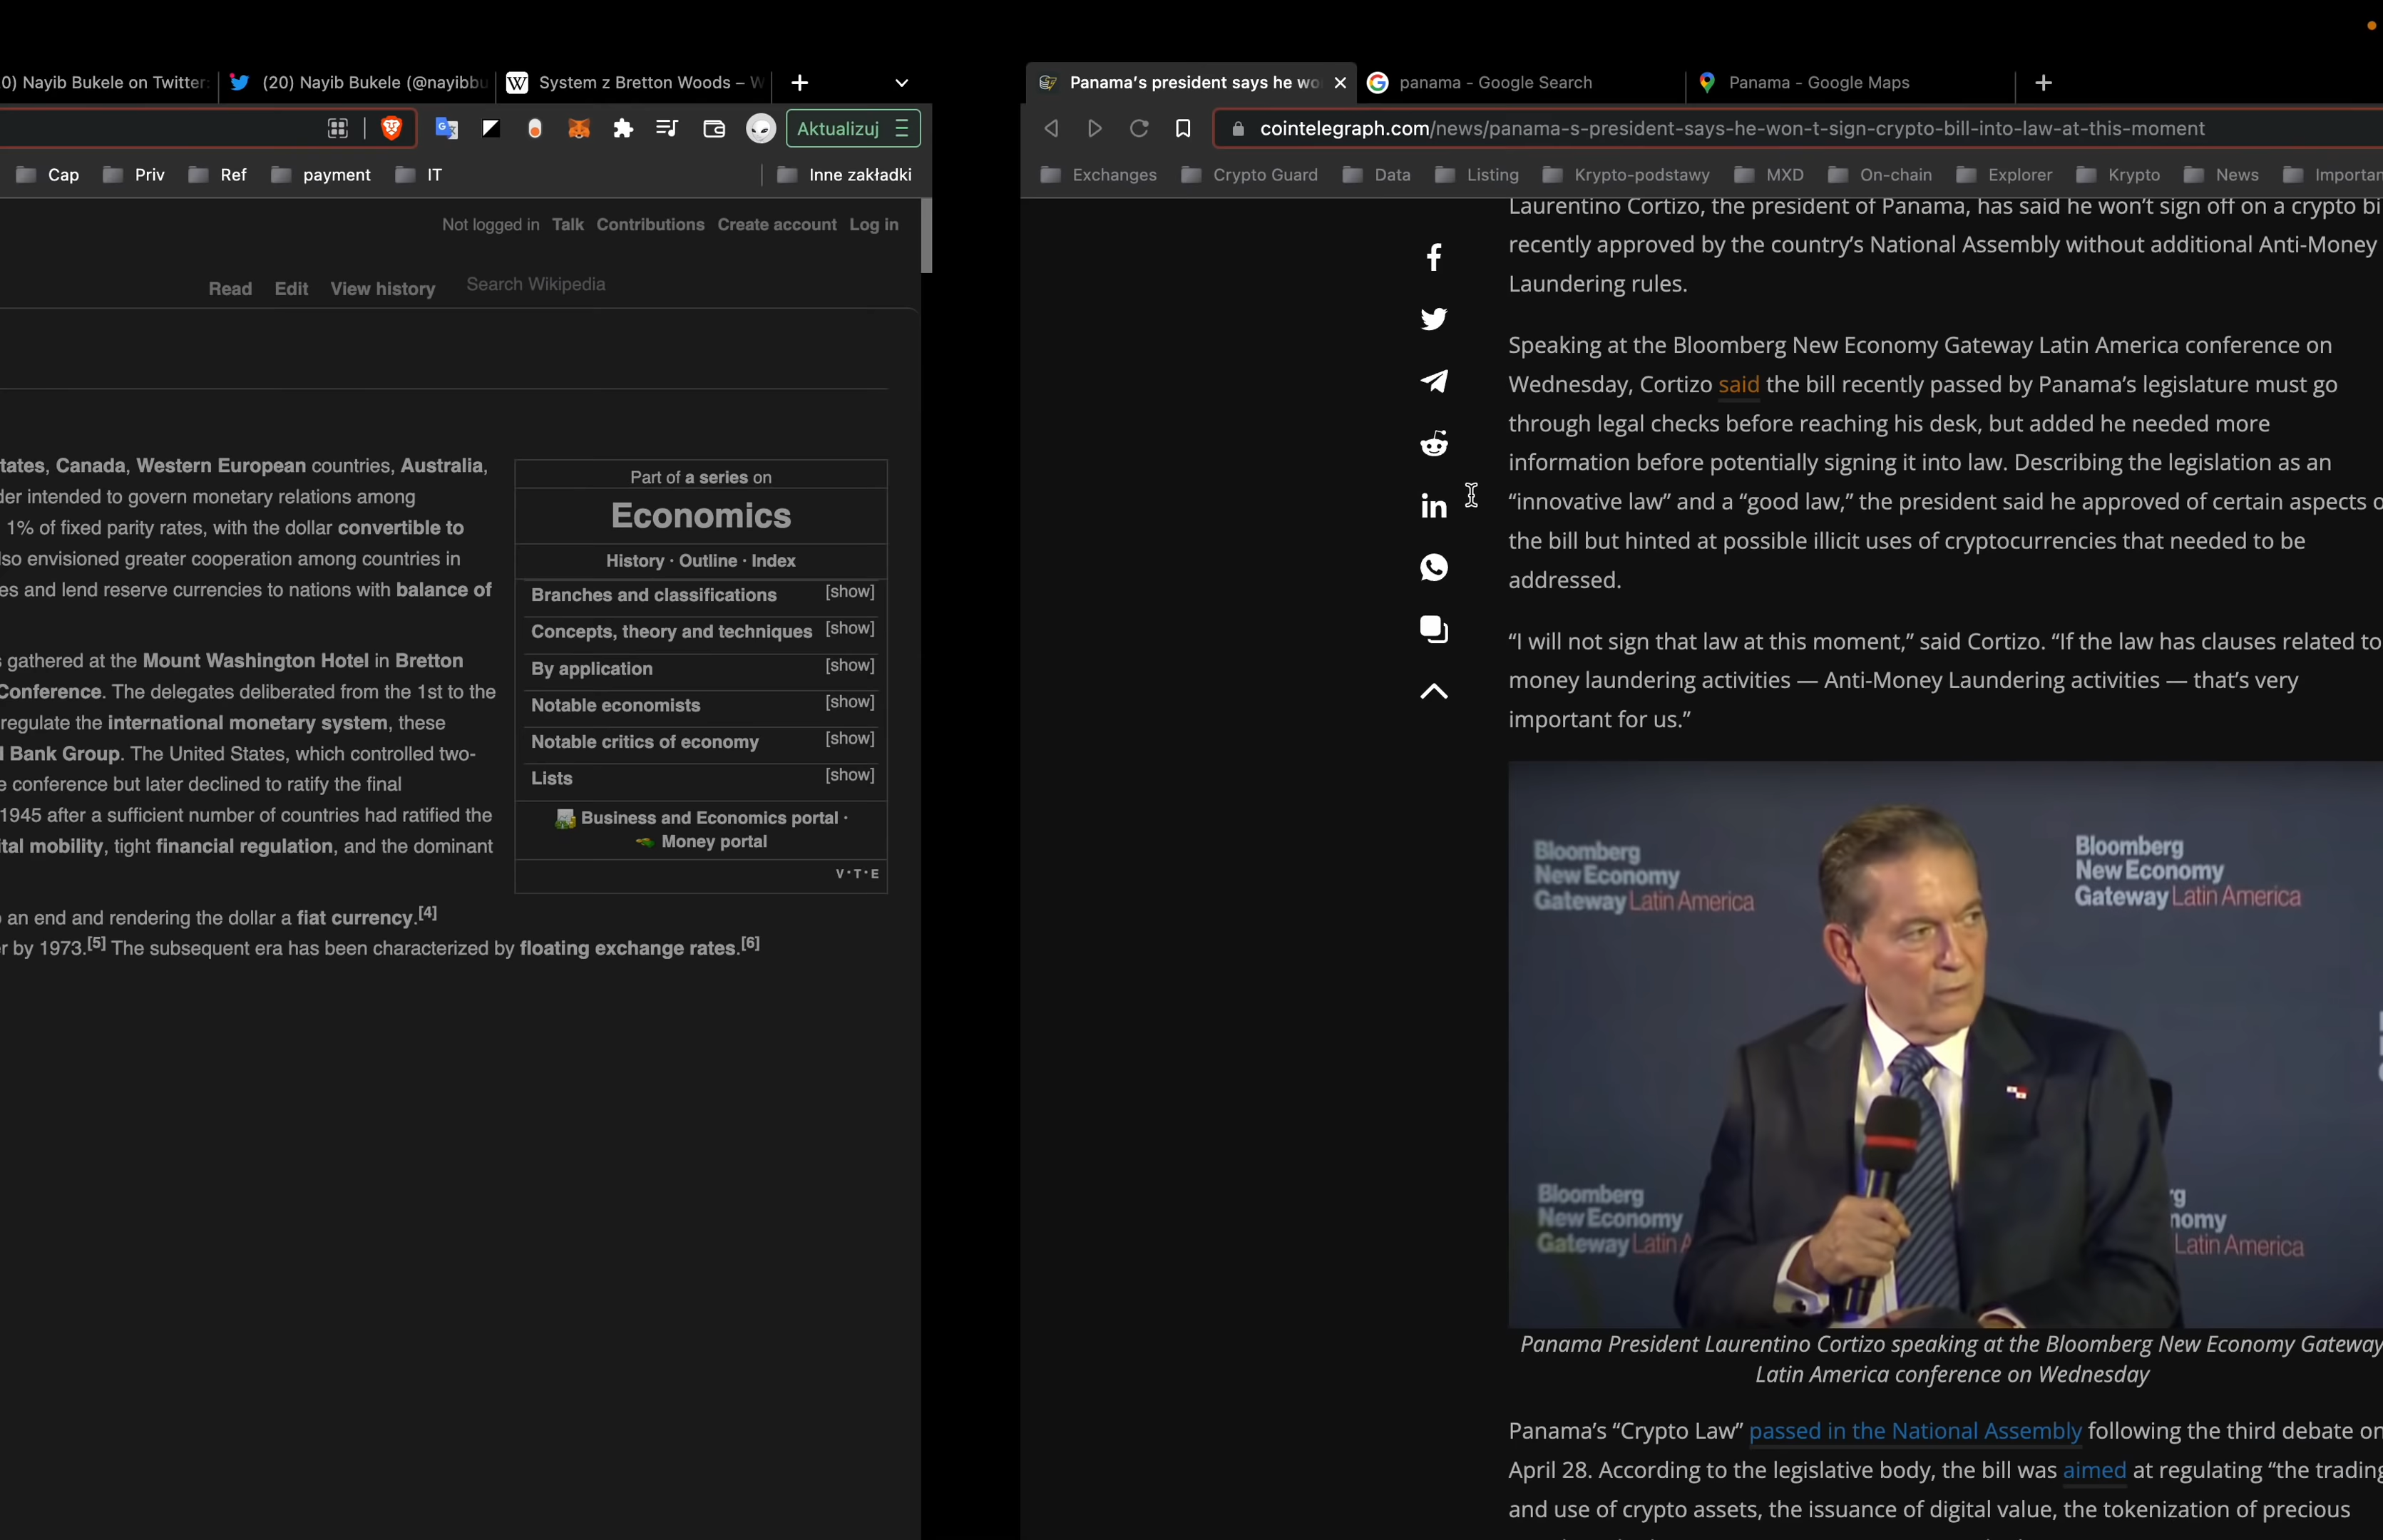 0) Nayib Bukele on Twitter:
(20) Nayib Bukele (@nayibbu
System z Bretton Woods – W
Aktualizuj
Cap
Priv
Ref
payment
IT
Inne zakładki
Not logged in Talk Contributions Create account Log in
Read Edit View history Search Wikipedia
tates, Canada, Western European countries, Australia,
der intended to govern monetary relations among
1% of fixed parity rates, with the dollar convertible to
lso envisioned greater cooperation among countries in
es and lend reserve currencies to nations with balance of
s gathered at the Mount Washington Hotel in Bretton
Conference. The delegates deliberated from the 1st to the
regulate the international monetary system, these
l Bank Group. The United States, which controlled two-
e conference but later declined to ratify the final
1945 after a sufficient number of countries had ratified the
ital mobility, tight financial regulation, and the dominant
o an end and rendering the dollar a fiat currency.[4]
r by 1973.[5] The subsequent era has been characterized by floating exchange rates.[6]
Part of a series on
Economics
History · Outline · Index
Branches and classifications [show]
Concepts, theory and techniques [show]
By application [show]
Notable economists [show]
Notable critics of economy [show]
Lists [show]
Business and Economics portal ·
Money portal
V·T·E
Panama's president says he wo
panama - Google Search
Panama - Google Maps
cointelegraph.com/news/panama-s-president-says-he-won-t-sign-crypto-bill-into-law-at-this-moment
Exchanges
Crypto Guard
Data
Listing
Krypto-podstawy
MXD
On-chain
Explorer
Krypto
News
Importan
Laurentino Cortizo, the president of Panama, has said he won't sign off on a crypto bi
recently approved by the country's National Assembly without additional Anti-Money
Laundering rules.
Speaking at the Bloomberg New Economy Gateway Latin America conference on
Wednesday, Cortizo said the bill recently passed by Panama's legislature must go
through legal checks before reaching his desk, but added he needed more
information before potentially signing it into law. Describing the legislation as an
“innovative law” and a “good law,” the president said he approved of certain aspects o
the bill but hinted at possible illicit uses of cryptocurrencies that needed to be
addressed.
“I will not sign that law at this moment,” said Cortizo. “If the law has clauses related to
money laundering activities — Anti-Money Laundering activities — that's very
important for us.”
Bloomberg
New Economy
Gateway Latin America
Bloomberg
New Economy
Gateway Latin America
Bloomberg
New Economy
Gateway Latin A
rg
nomy
Latin America
Panama President Laurentino Cortizo speaking at the Bloomberg New Economy Gateway
Latin America conference on Wednesday
Panama's “Crypto Law” passed in the National Assembly following the third debate on
April 28. According to the legislative body, the bill was aimed at regulating “the trading
and use of crypto assets, the issuance of digital value, the tokenization of precious